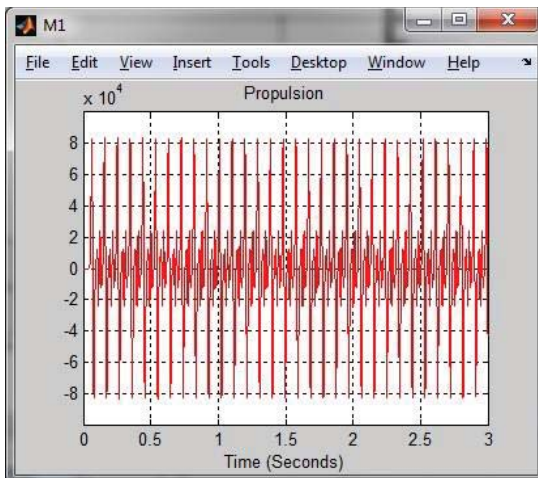 M1
File Edit View Insert Tools Desktop Window Help
x 10^4
Propulsion
8
6
4
2
0
-2
-4
-6
-8
0 0.5 1 1.5 2 2.5 3
Time (Seconds)